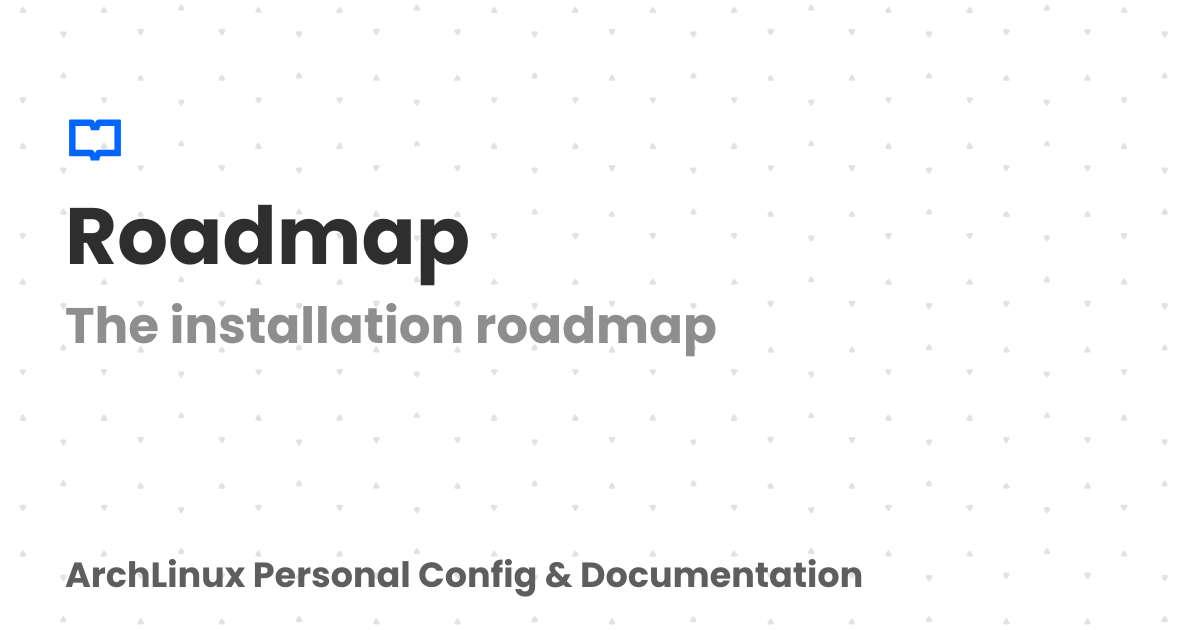 Roadmap
The installation roadmap
ArchLinux Personal Config & Documentation